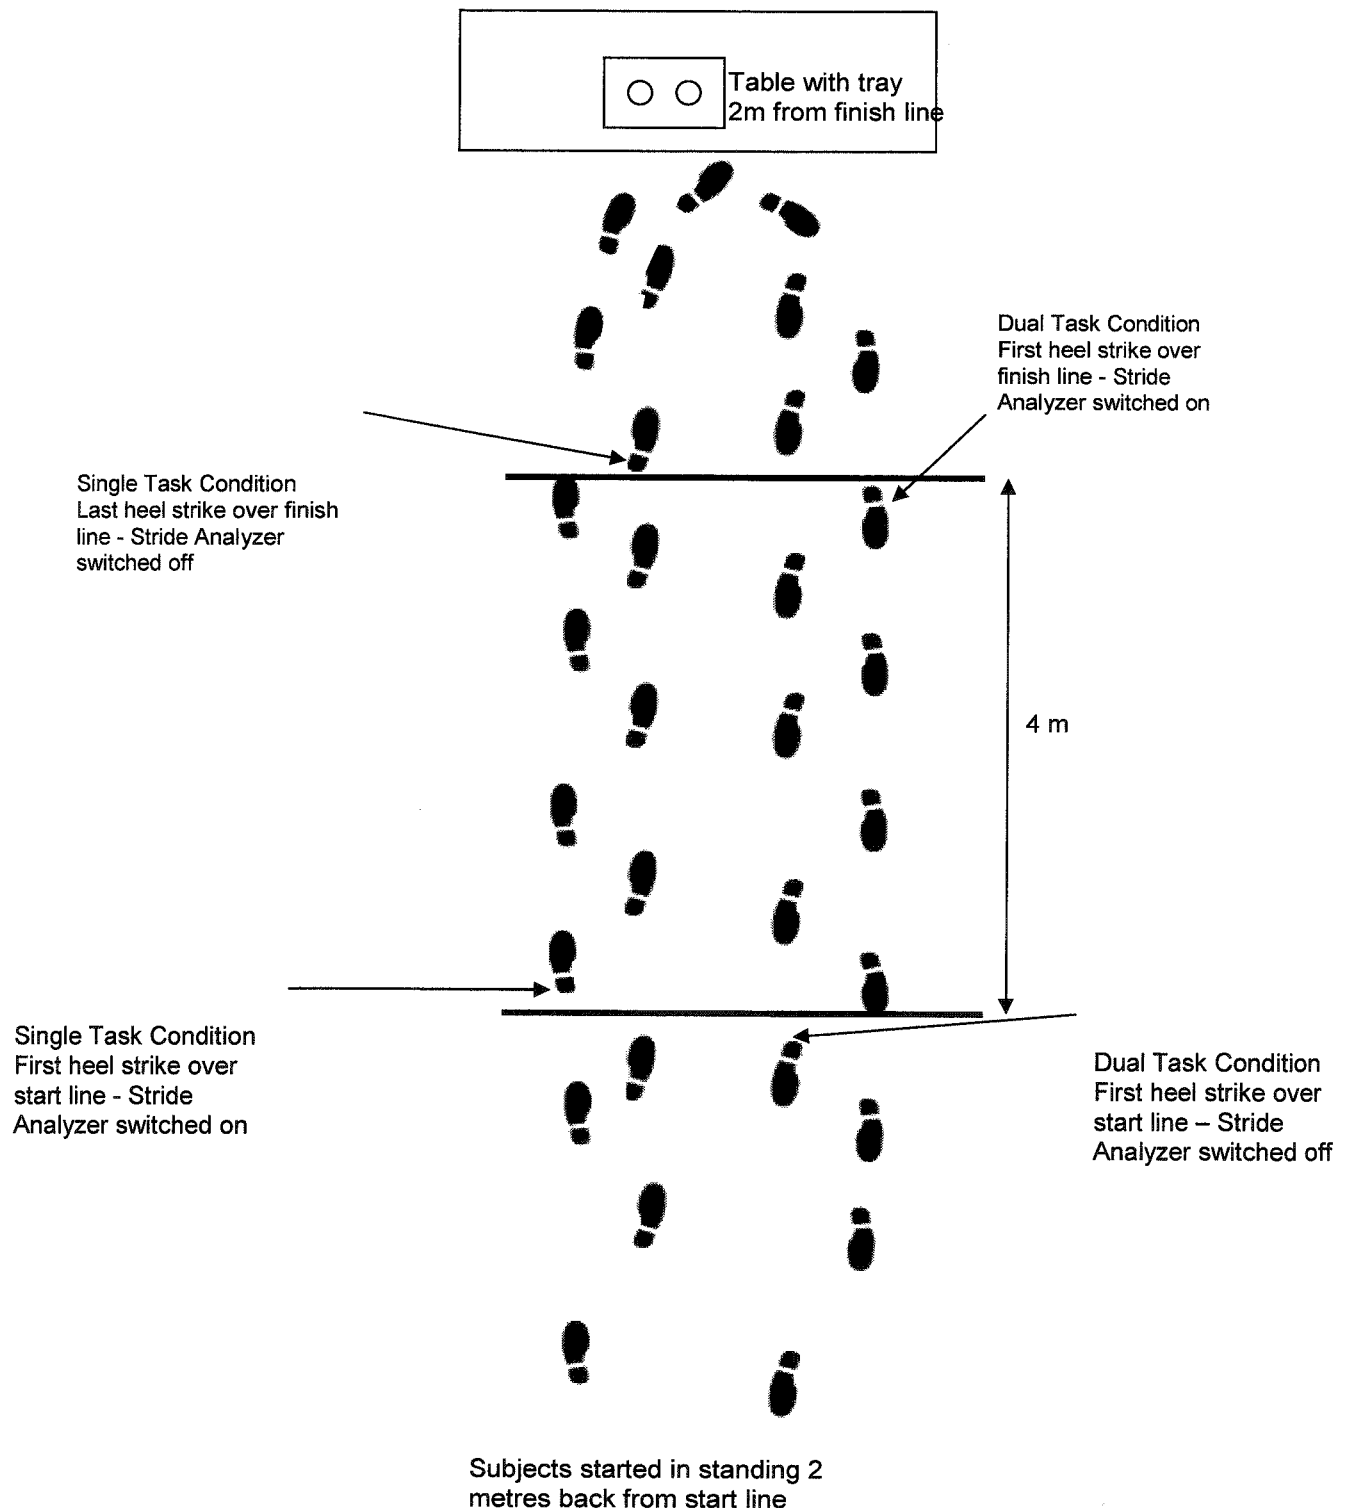 Table with tray
2m from finish line
Dual Task Condition
First heel strike over
finish line - Stride
Analyzer switched on
Single Task Condition
Last heel strike over finish
line - Stride Analyzer
switched off
4 m
Single Task Condition
First heel strike over
start line - Stride
Analyzer switched on
Dual Task Condition
First heel strike over
start line – Stride
Analyzer switched off
Subjects started in standing 2
metres back from start line